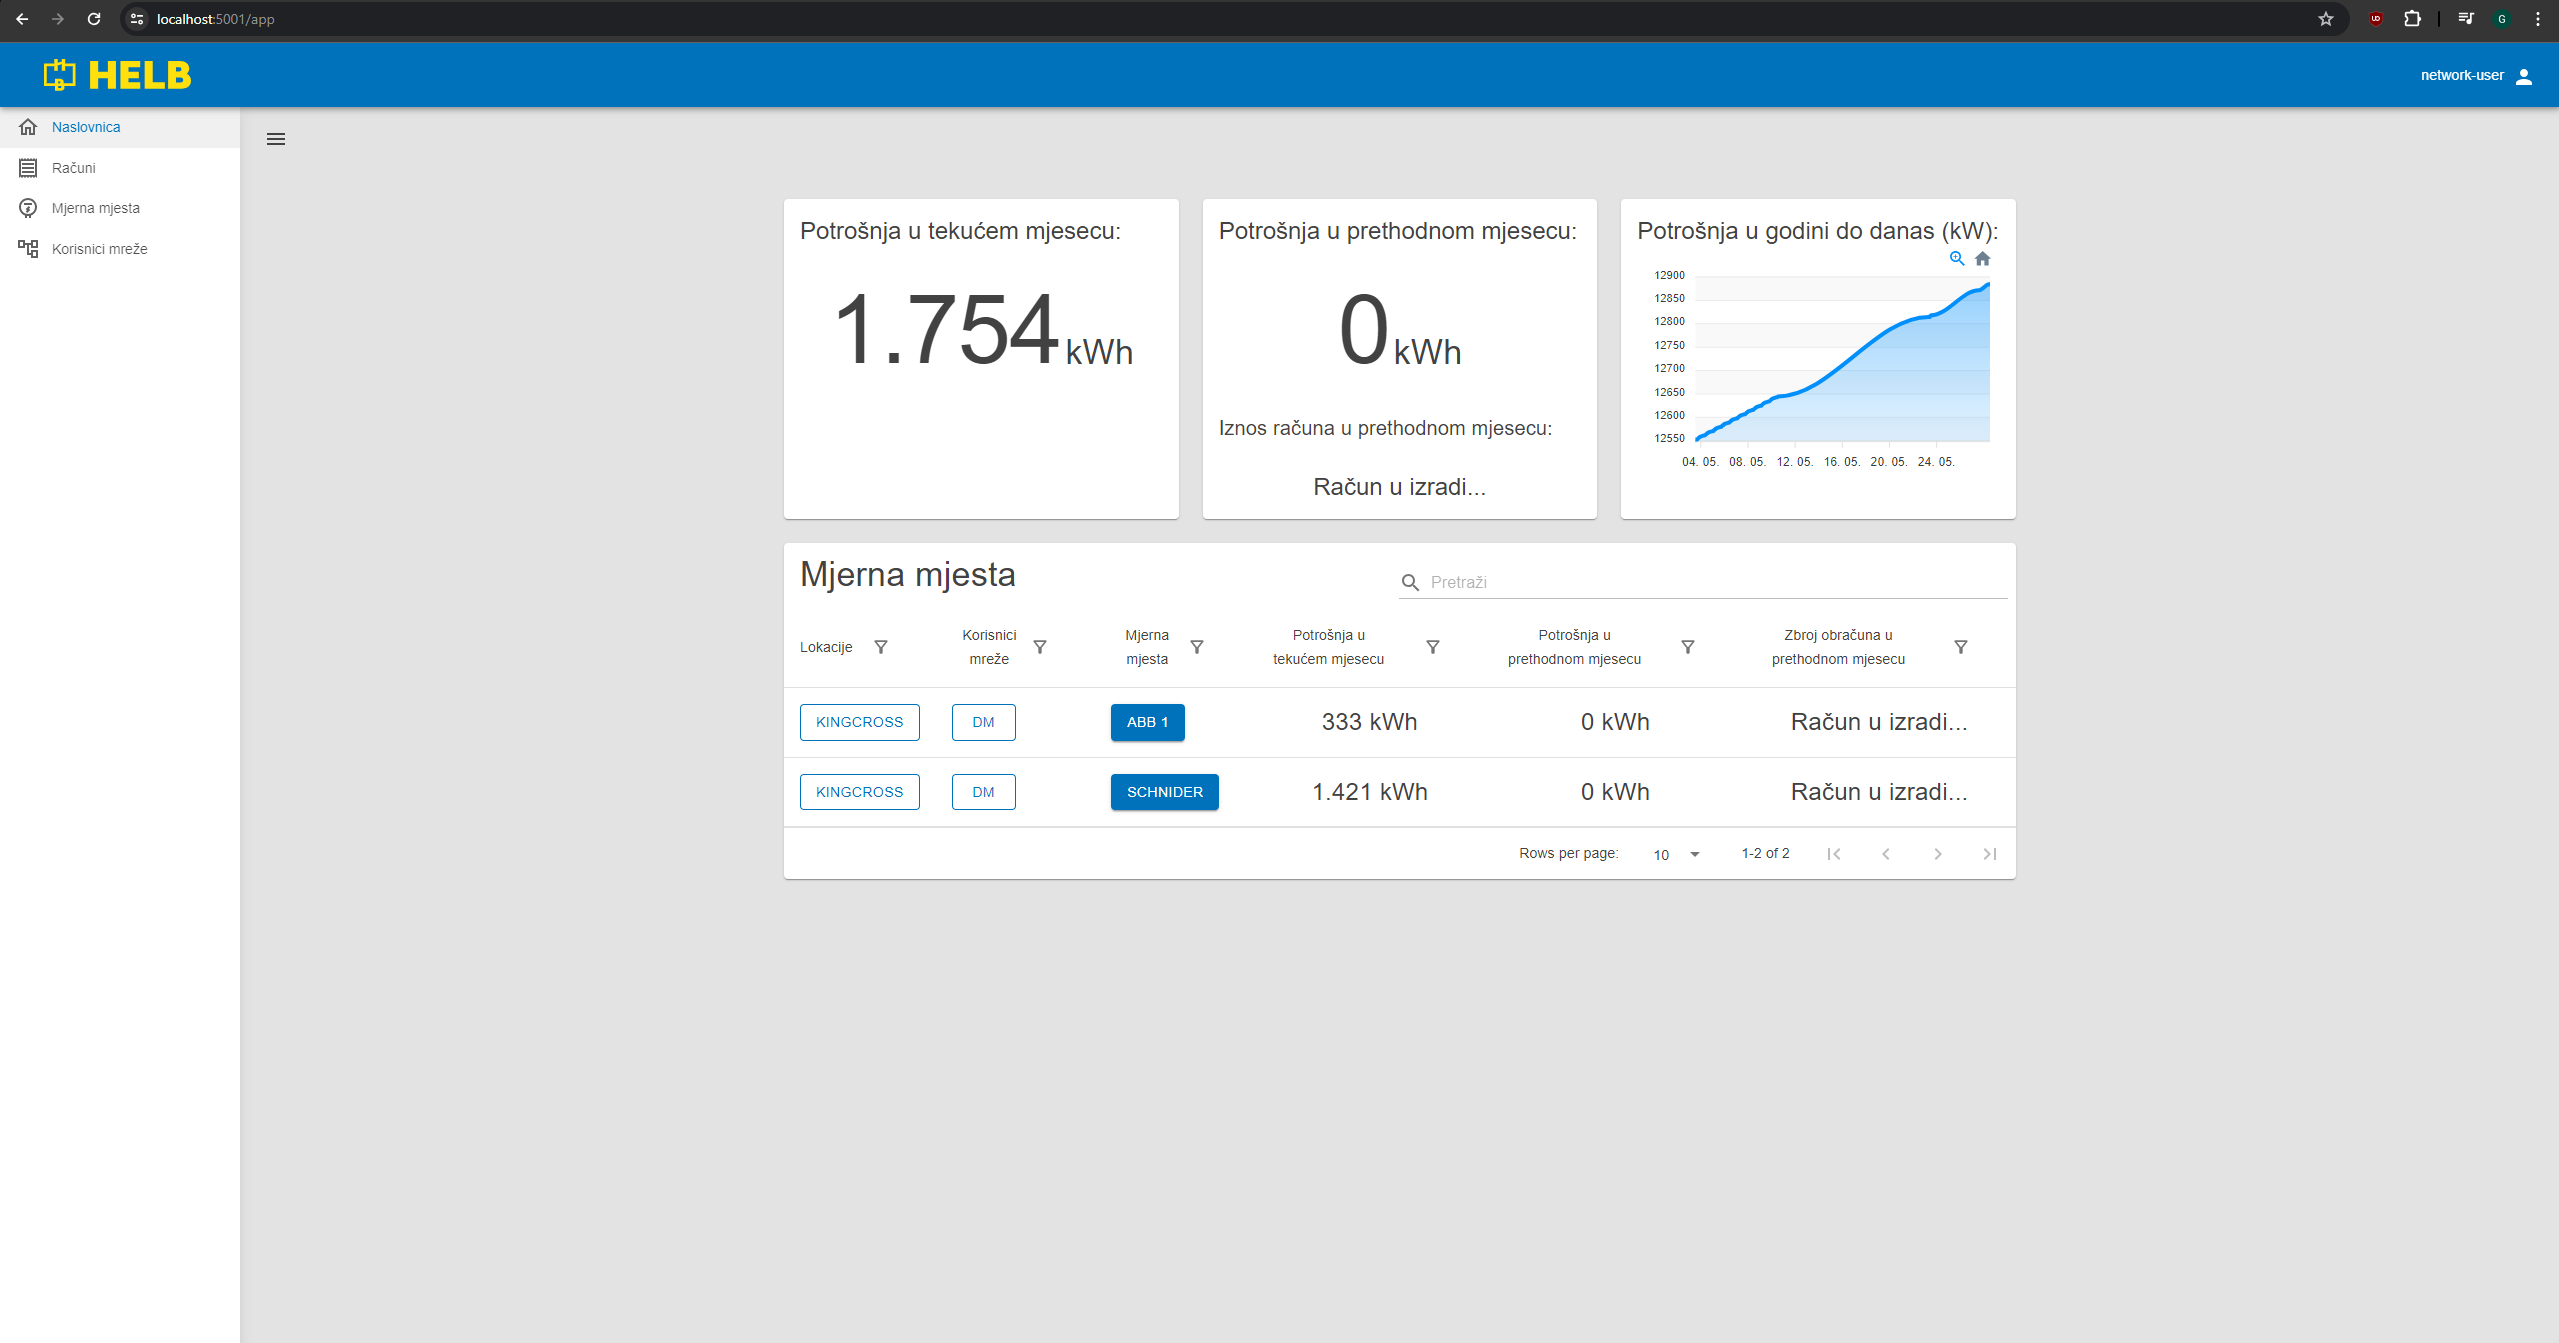 localhost:5001/app
HELB
network-user
Naslovnica
Računi
Mjerna mjesta
Korisnici mreže
Potrošnja u tekućem mjesecu:
1.754 kWh
Potrošnja u prethodnom mjesecu:
0 kWh
Iznos računa u prethodnom mjesecu:
Račun u izradi...
Potrošnja u godini do danas (kW):
12900
12850
12800
12750
12700
12650
12600
12550
04. 05. 08. 05. 12. 05. 16. 05. 20. 05. 24. 05.
Mjerna mjesta
Pretraži
Lokacije
Korisnici
mreže
Mjerna
mjesta
Potrošnja u
tekućem mjesecu
Potrošnja u
prethodnom mjesecu
Zbroj obračuna u
prethodnom mjesecu
KINGCROSS DM ABB 1 333 kWh 0 kWh Račun u izradi...
KINGCROSS DM SCHNIDER 1.421 kWh 0 kWh Račun u izradi...
Rows per page: 10 1-2 of 2